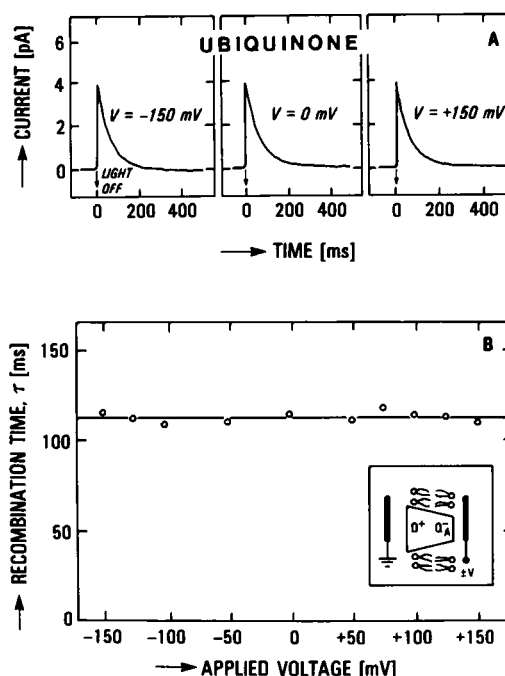 UBIQUINONE
A
CURRENT [pA]
6
4
2
0
V = −150 mV
V = 0 mV
V = +150 mV
LIGHT OFF
0 200 400
0 200 400
0 200 400
TIME [ms]
B
RECOMBINATION TIME, τ [ms]
150
100
50
0
D⁺ Q⁻A
±V
−150 −100 −50 0 +50 +100 +150
APPLIED VOLTAGE [mV]